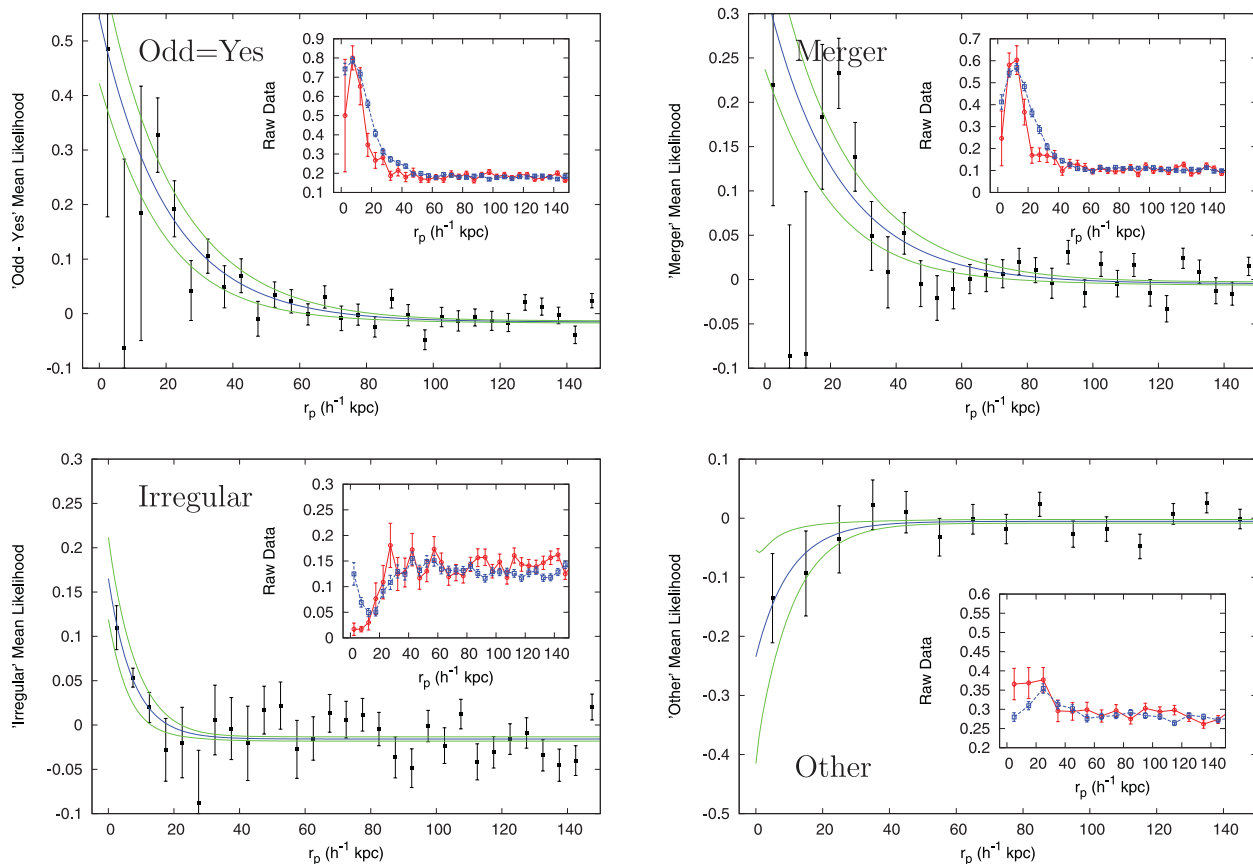 Odd=Yes
'Odd - Yes' Mean Likelihood
0.5
0.4
0.3
0.2
0.1
0
-0.1
0 20 40 60 80 100 120 140
r_p (h^-1 kpc)
Raw Data
0.9
0.8
0.7
0.6
0.5
0.4
0.3
0.2
0.1
0 20 40 60 80 100 120 140
r_p (h^-1 kpc)
Merger
'Merger' Mean Likelihood
0.3
0.25
0.2
0.15
0.1
0.05
0
-0.05
-0.1
0 20 40 60 80 100 120 140
r_p (h^-1 kpc)
Raw Data
0.7
0.6
0.5
0.4
0.3
0.2
0.1
0
0 20 40 60 80 100 120 140
r_p (h^-1 kpc)
Irregular
'Irregular' Mean Likelihood
0.3
0.25
0.2
0.15
0.1
0.05
0
-0.05
-0.1
0 20 40 60 80 100 120 140
r_p (h^-1 kpc)
Raw Data
0.3
0.25
0.2
0.15
0.1
0.05
0
0 20 40 60 80 100 120 140
r_p (h^-1 kpc)
Other
'Other' Mean Likelihood
0.1
0
-0.1
-0.2
-0.3
-0.4
-0.5
0 20 40 60 80 100 120 140
r_p (h^-1 kpc)
Raw Data
0.6
0.55
0.5
0.45
0.4
0.35
0.3
0.25
0.2
0 20 40 60 80 100 120 140
r_p (h^-1 kpc)